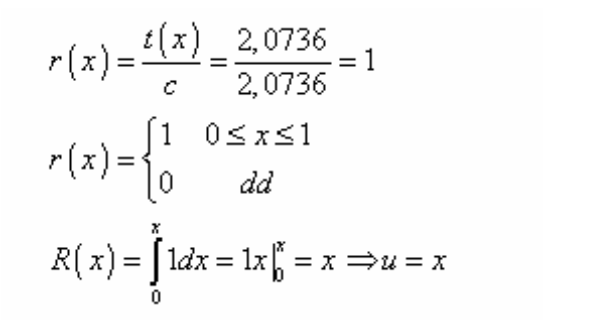 r(x) = t(x)/c = 2,0736/2,0736 = 1
r(x) = { 1 0 ≤ x ≤ 1
0 dd
R(x) = ∫₀ˣ 1dx = 1x|₀ˣ = x ⇒ u = x